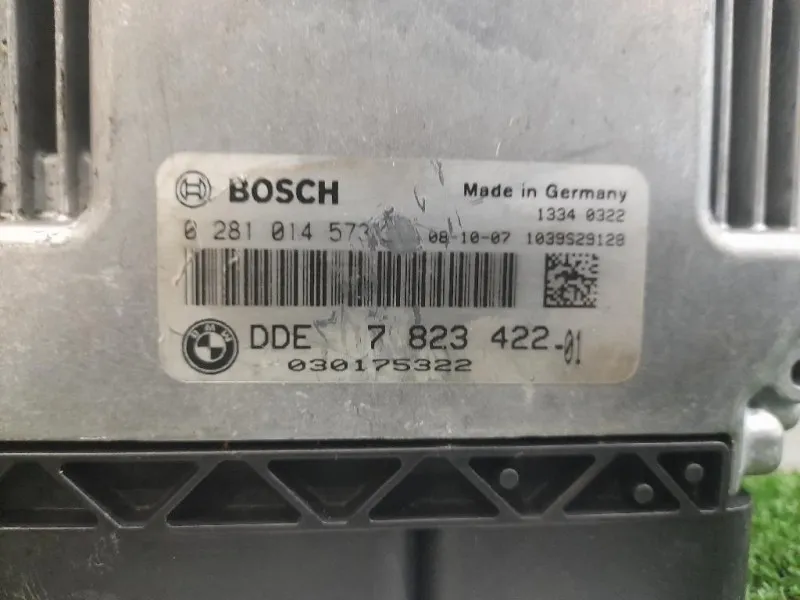 BOSCH Made in Germany
1334 0322
0 281 014 573 08-10-07 1039S29128
BMW DDE 7 823 422-01
030175322